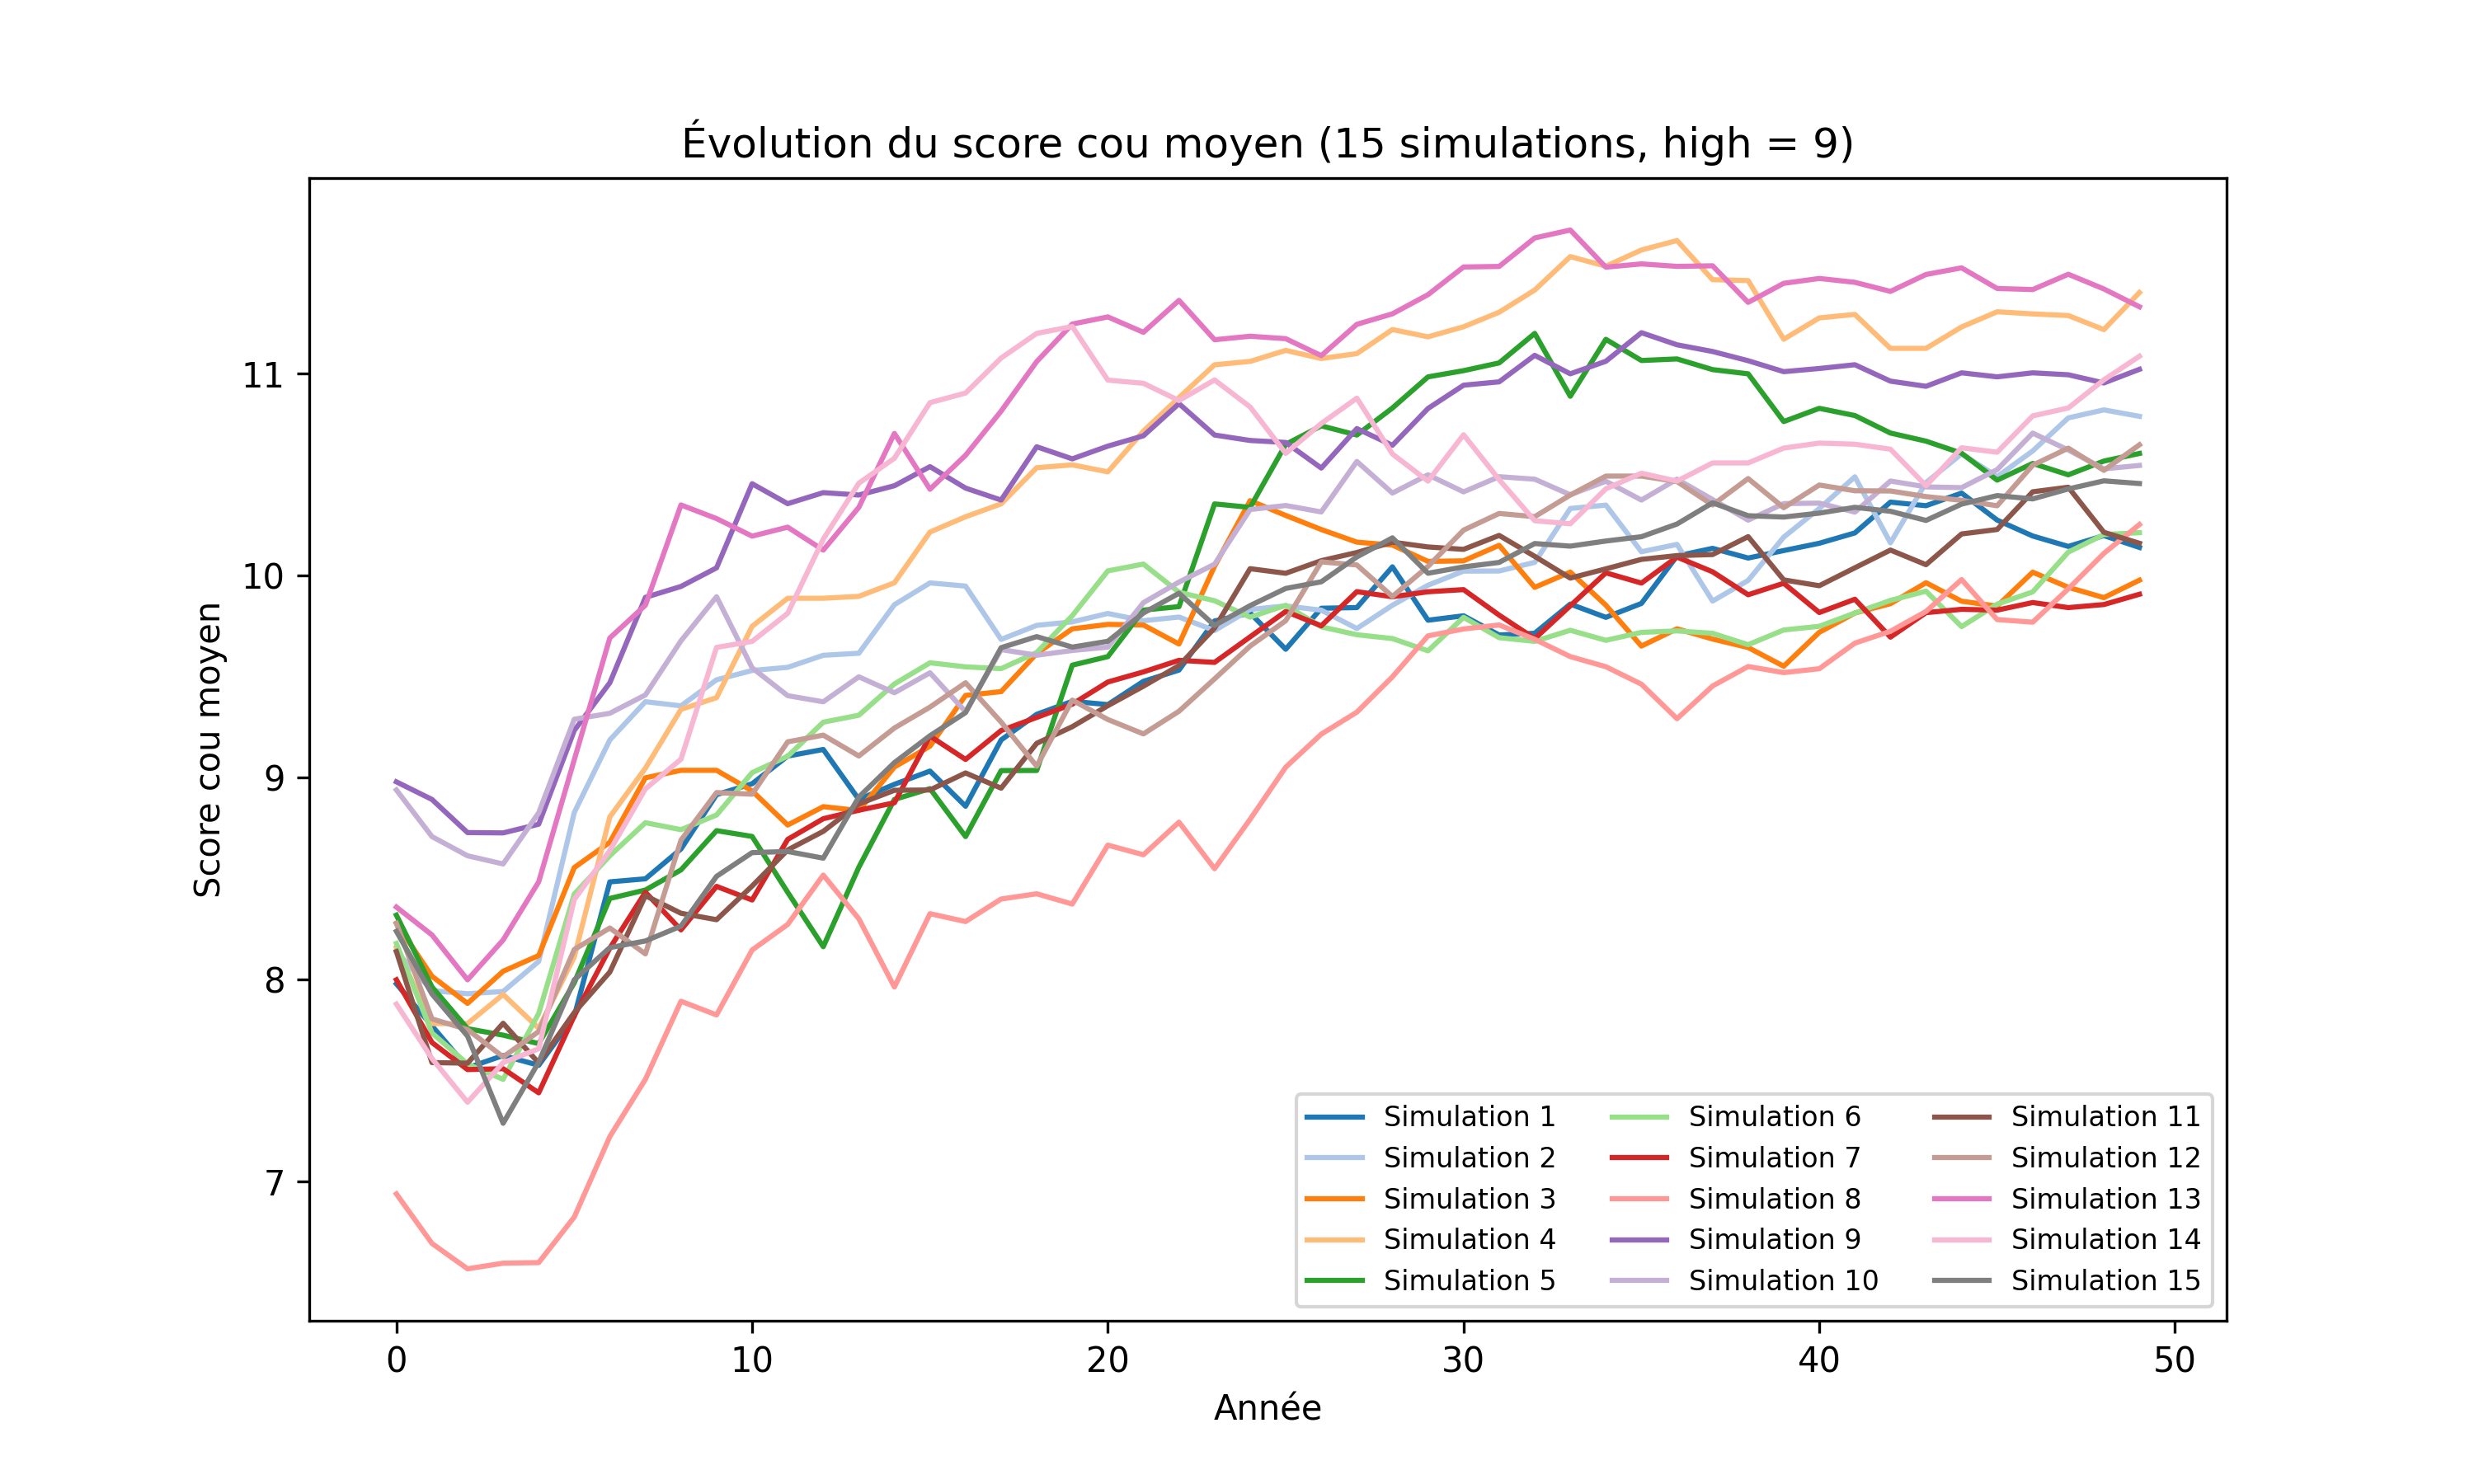 Évolution du score cou moyen (15 simulations, high = 9)
Score cou moyen
11
10
9
8
7
0 10 20 30 40 50
Année
Simulation 1 Simulation 6 Simulation 11
Simulation 2 Simulation 7 Simulation 12
Simulation 3 Simulation 8 Simulation 13
Simulation 4 Simulation 9 Simulation 14
Simulation 5 Simulation 10 Simulation 15